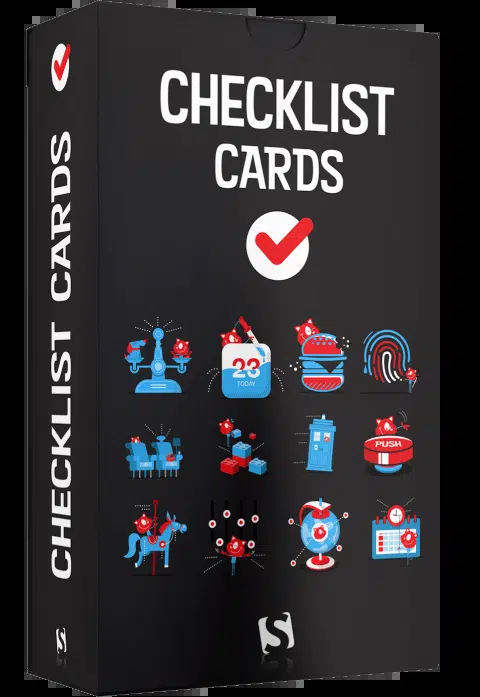 CHECKLIST
CARDS
23
TODAY
PUSH
S
CHECKLIST CARDS
S